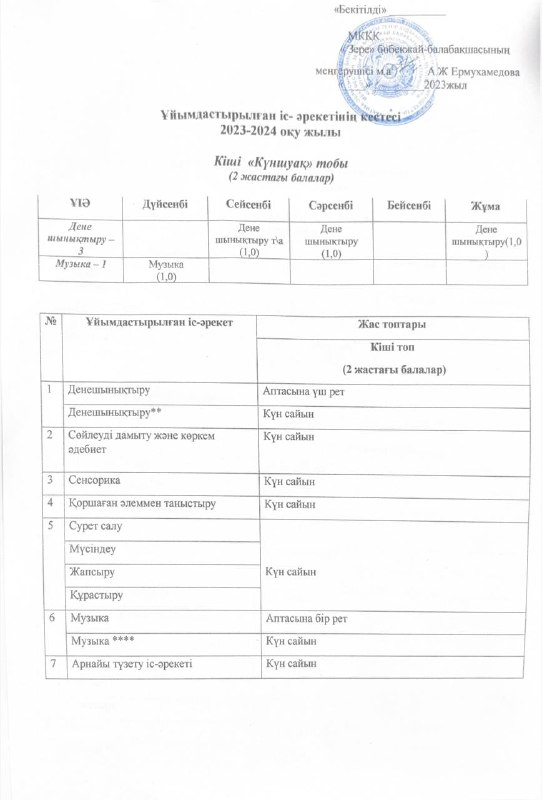 «Бекітілді» ___________
МКҚК
Зере» бөбекжай-балабақшасының
меңгерушісі м.а А.Ж Ермухамедова
2023жыл
Ұйымдастырылған іс- әрекетінің кестесі
2023-2024 оқу жылы
Кіші «Күншуақ» тобы
(2 жастағы балалар)
ҰІӘ Дүйсенбі Сейсенбі Сәрсенбі Бейсенбі Жұма
Дене Дене Дене Дене
шынықтыру – шынықтыру т\а шынықтыру шынықтыру(1,0
3 (1,0) (1,0) )
Музыка – 1 Музыка
(1,0)
№ Ұйымдастырылған іс-әрекет Жас топтары
Кіші топ
(2 жастағы балалар)
1 Денешынықтыру Аптасына үш рет
Денешынықтыру** Күн сайын
2 Сөйлеуді дамыту және көркем Күн сайын
әдебиет
3 Сенсорика Күн сайын
4 Қоршаған әлеммен таныстыру Күн сайын
5 Сурет салу
Мүсіндеу
Жапсыру Күн сайын
Құрастыру
6 Музыка Аптасына бір рет
Музыка **** Күн сайын
7 Арнайы түзету іс-әрекеті Күн сайын